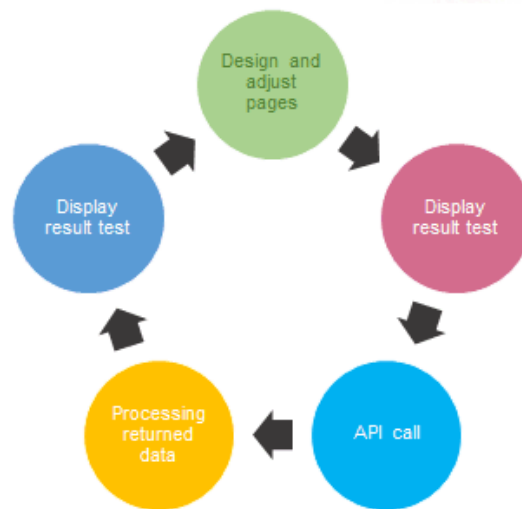 Design and
adjust
pages
Display
result test
API call
Processing
returned
data
Display
result test